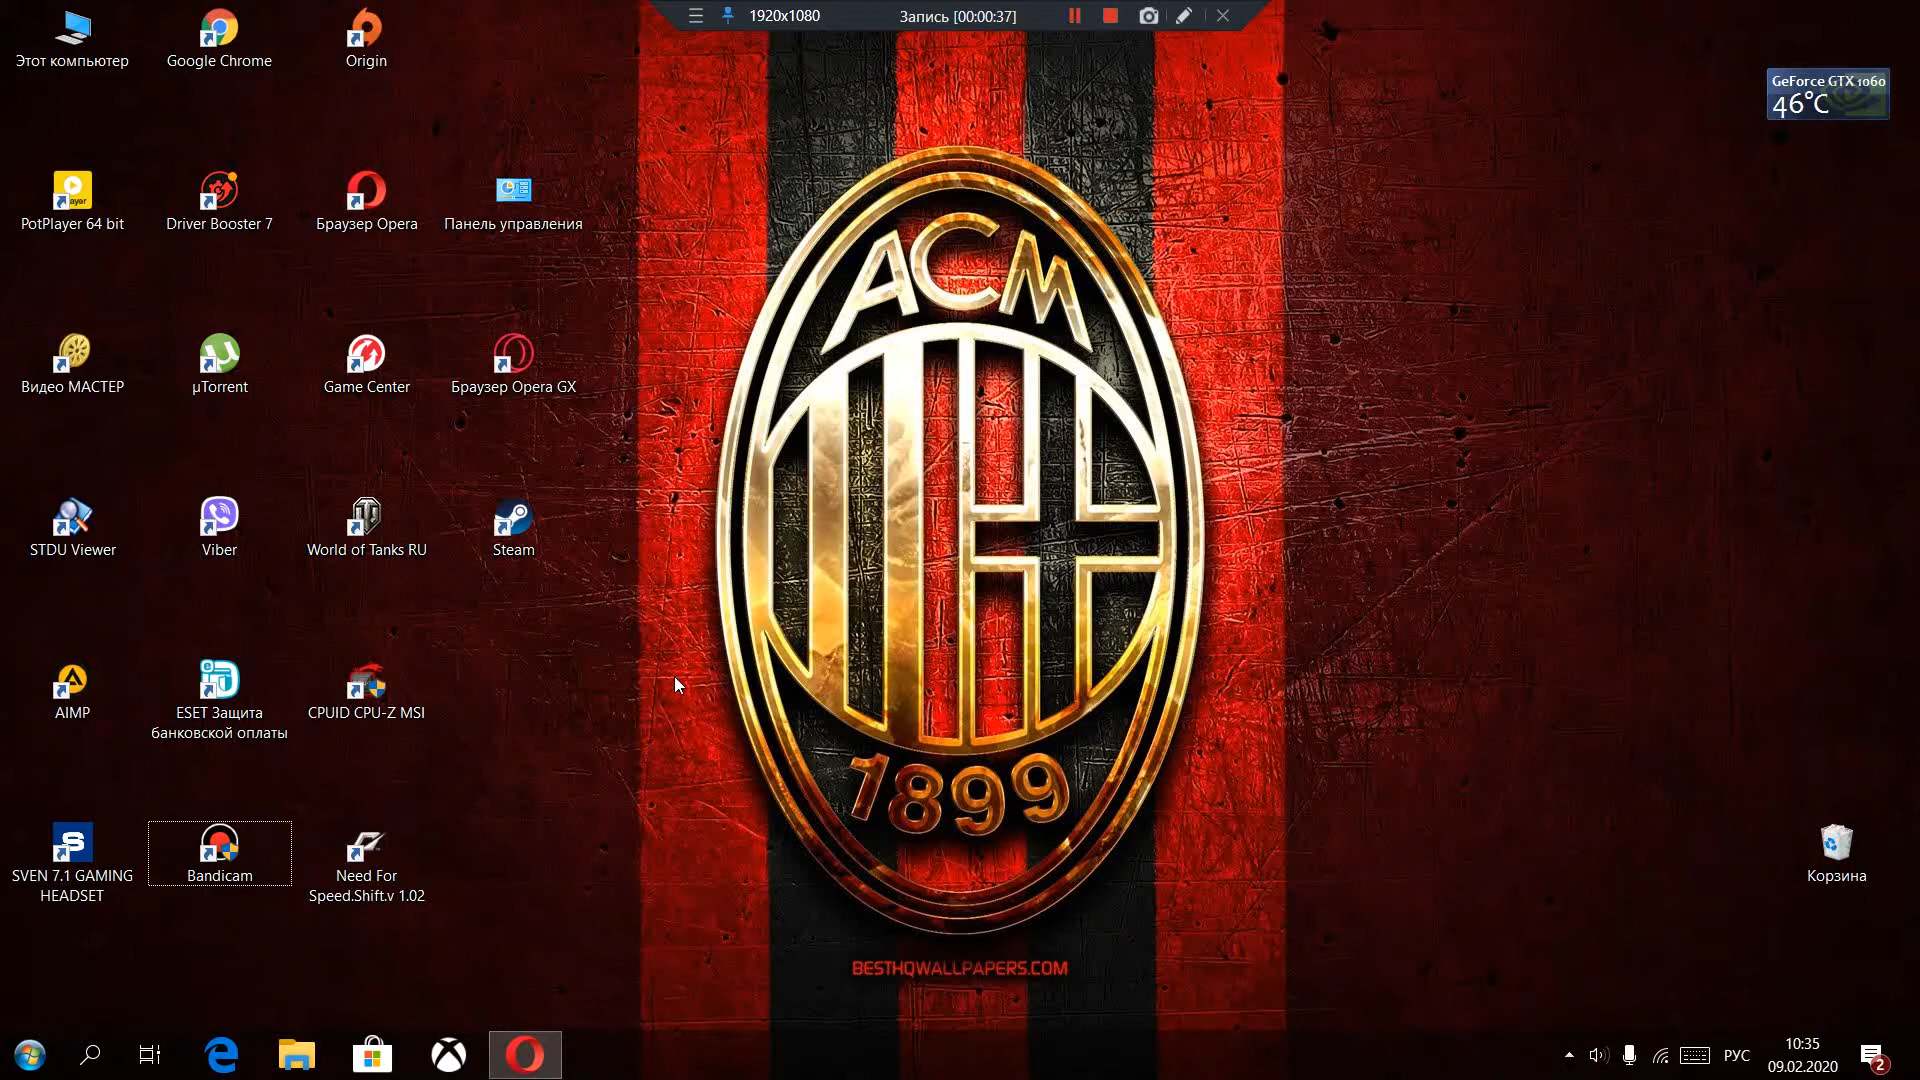 1920x1080
Запись [00:00:37]
Этот компьютер
Google Chrome
Origin
GeForce GTX 1060
46°C
PotPlayer 64 bit
Driver Booster 7
Браузер Opera
Панель управления
Видео МАСТЕР
µTorrent
Game Center
Браузер Opera GX
STDU Viewer
Viber
World of Tanks RU
Steam
AIMP
ESET Защита
банковской оплаты
CPUID CPU-Z MSI
SVEN 7.1 GAMING
HEADSET
Bandicam
Need For
Speed.Shift.v 1.02
Корзина
ACM
1899
BESTHQWALLPAPERS.COM
РУС
10:35
09.02.2020
2